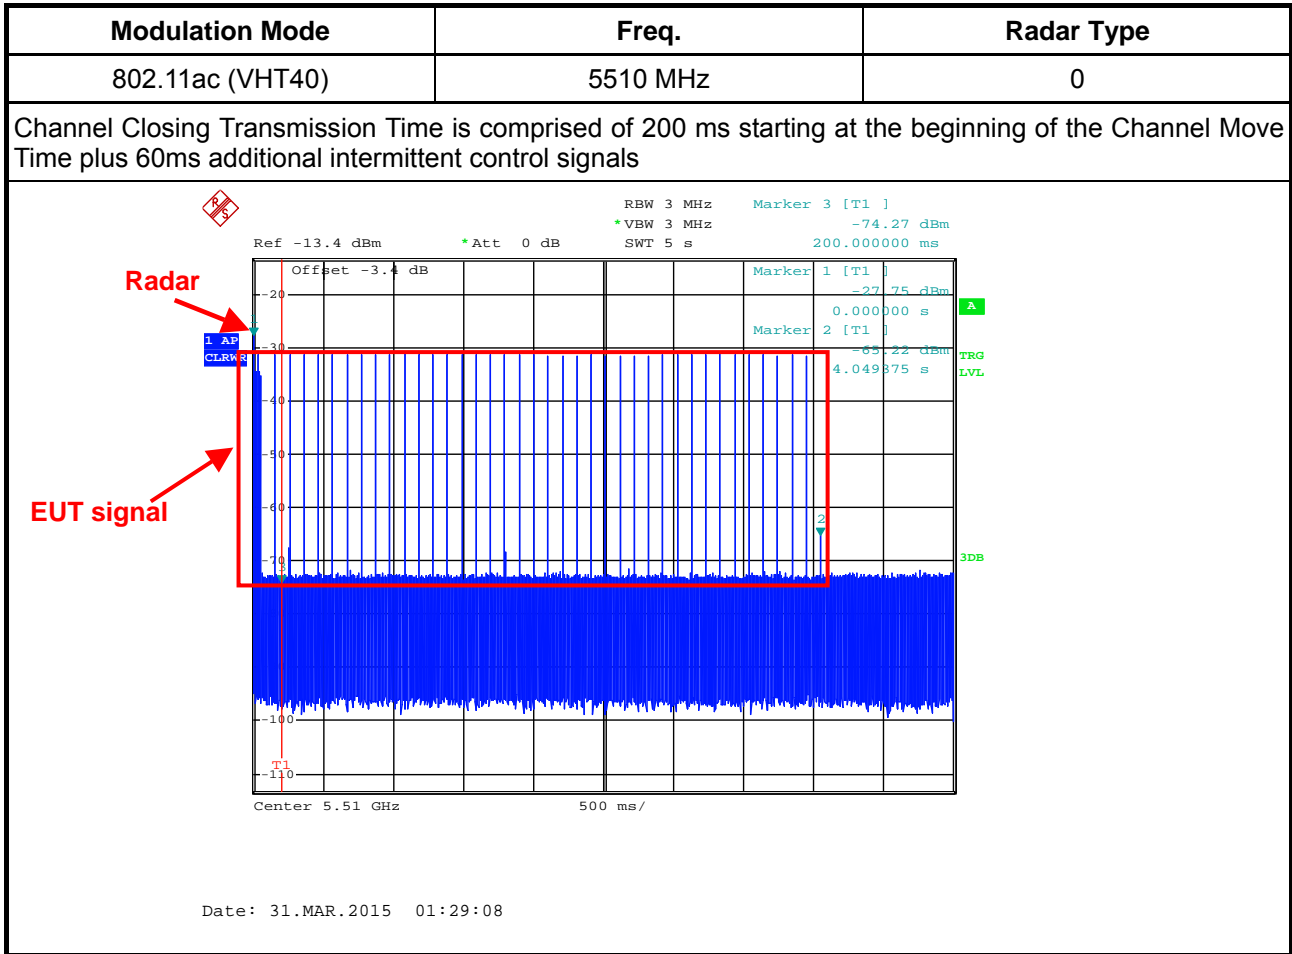 Modulation Mode Freq. Radar Type
802.11ac (VHT40) 5510 MHz 0
Channel Closing Transmission Time is comprised of 200 ms starting at the beginning of the Channel Move
Time plus 60ms additional intermittent control signals
R S
RBW 3 MHz Marker 3 [T1 ]
*VBW 3 MHz -74.27 dBm
Ref -13.4 dBm *Att 0 dB SWT 5 s 200.000000 ms
Offset -3.4 dB Marker 1 [T1 ]
Radar
-20 -27.75 dBm
0.000000 s A
1 Marker 2 [T1 ]
1 AP
-30 -65.22 dBm TRG
CLRWR
4.049375 s LVL
-40
-50
EUT signal
-60
2
-70 3DB
3
-100
T1
-110
Center 5.51 GHz 500 ms/
Date: 31.MAR.2015 01:29:08